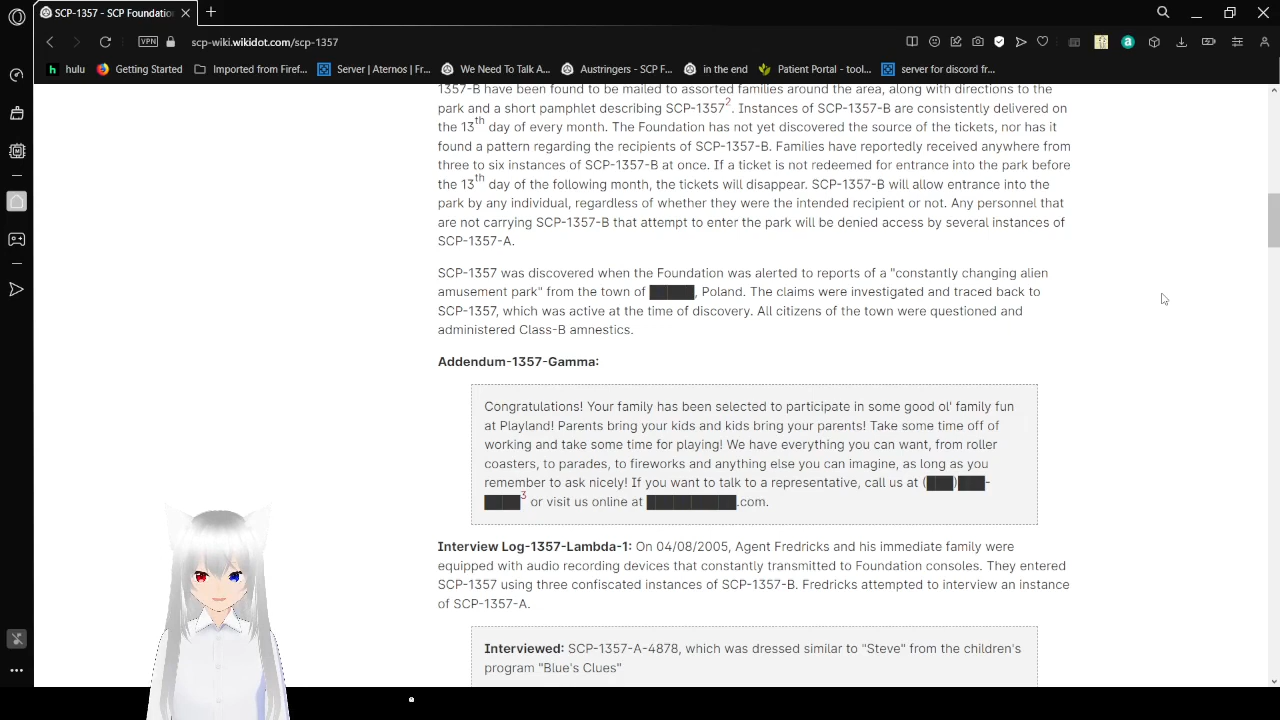 SCP-1357 - SCP Foundation
scp-wiki.wikidot.com/scp-1357
VPN
hulu
Getting Started
Imported from Firef...
Server | Aternos | Fr...
We Need To Talk A...
Austringers - SCP F...
in the end
Patient Portal - tool...
server for discord fr...
1357-B have been found to be mailed to assorted families around the area, along with directions to the
park and a short pamphlet describing SCP-1357². Instances of SCP-1357-B are consistently delivered on
the 13th day of every month. The Foundation has not yet discovered the source of the tickets, nor has it
found a pattern regarding the recipients of SCP-1357-B. Families have reportedly received anywhere from
three to six instances of SCP-1357-B at once. If a ticket is not redeemed for entrance into the park before
the 13th day of the following month, the tickets will disappear. SCP-1357-B will allow entrance into the
park by any individual, regardless of whether they were the intended recipient or not. Any personnel that
are not carrying SCP-1357-B that attempt to enter the park will be denied access by several instances of
SCP-1357-A.
SCP-1357 was discovered when the Foundation was alerted to reports of a "constantly changing alien
amusement park" from the town of █████, Poland. The claims were investigated and traced back to
SCP-1357, which was active at the time of discovery. All citizens of the town were questioned and
administered Class-B amnestics.
Addendum-1357-Gamma:
Congratulations! Your family has been selected to participate in some good ol' family fun
at Playland! Parents bring your kids and kids bring your parents! Take some time off of
working and take some time for playing! We have everything you can want, from roller
coasters, to parades, to fireworks and anything else you can imagine, as long as you
remember to ask nicely! If you want to talk to a representative, call us at (███)███-
████³ or visit us online at ██████████.com.
Interview Log-1357-Lambda-1: On 04/08/2005, Agent Fredricks and his immediate family were
equipped with audio recording devices that constantly transmitted to Foundation consoles. They entered
SCP-1357 using three confiscated instances of SCP-1357-B. Fredricks attempted to interview an instance
of SCP-1357-A.
Interviewed: SCP-1357-A-4878, which was dressed similar to "Steve" from the children's
program "Blue's Clues"